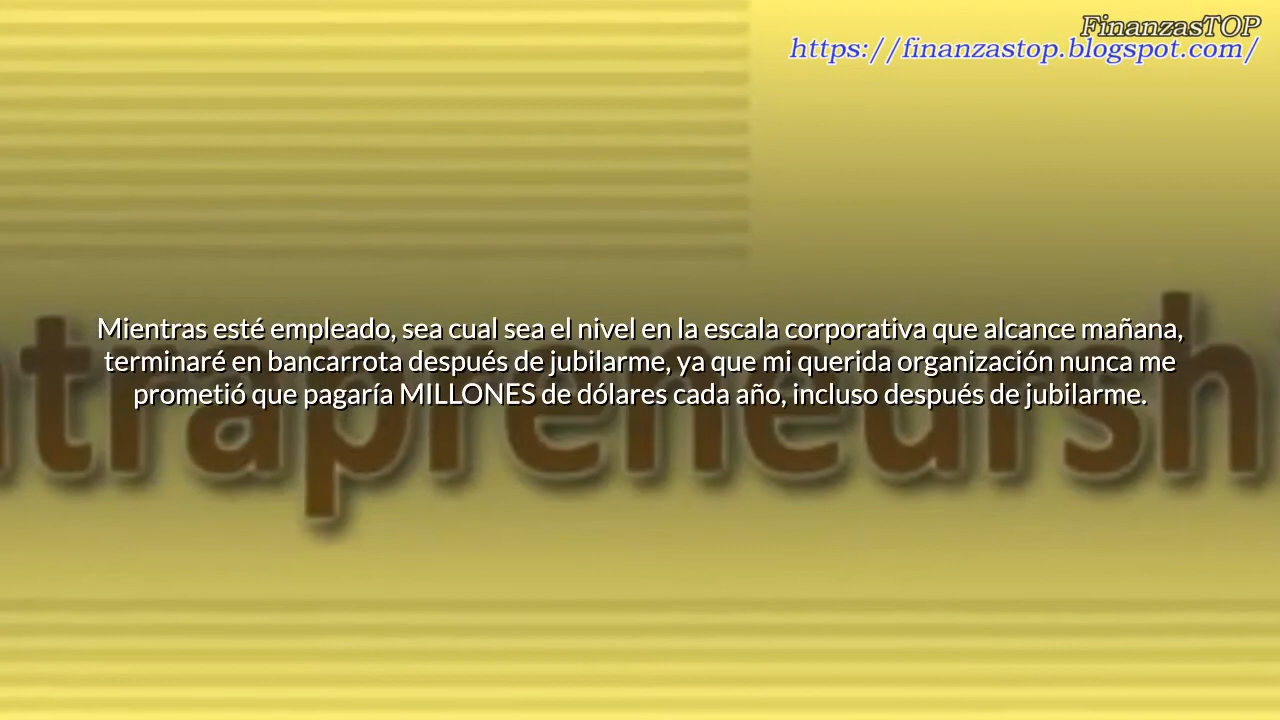 FinanzasTOP
https://finanzastop.blogspot.com/
Mientras esté empleado, sea cual sea el nivel en la escala corporativa que alcance mañana,
terminaré en bancarrota después de jubilarme, ya que mi querida organización nunca me
prometió que pagaría MILLONES de dólares cada año, incluso después de jubilarme.
trapreneursh